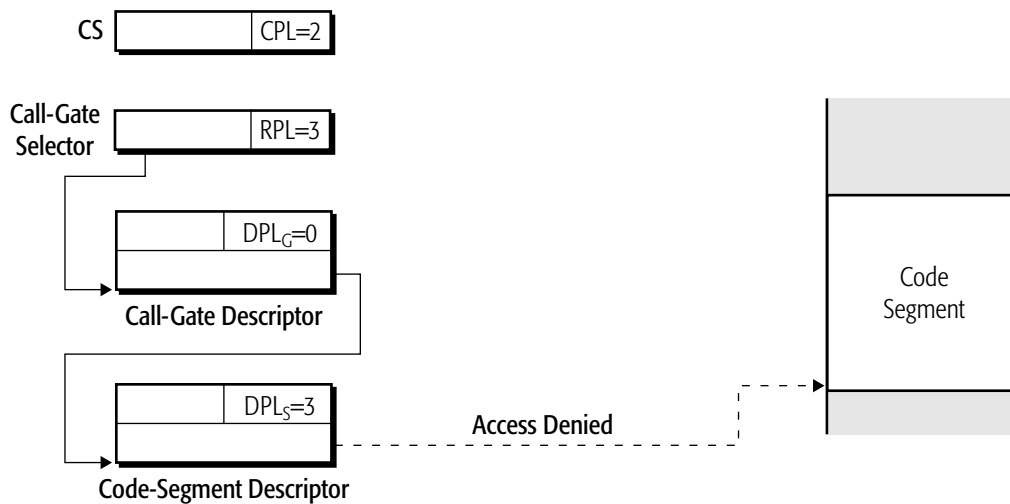 CS
CPL=2
Call-Gate
Selector
RPL=3
DPLG=0
Call-Gate Descriptor
DPLS=3
Code-Segment Descriptor
Access Denied
Code
Segment